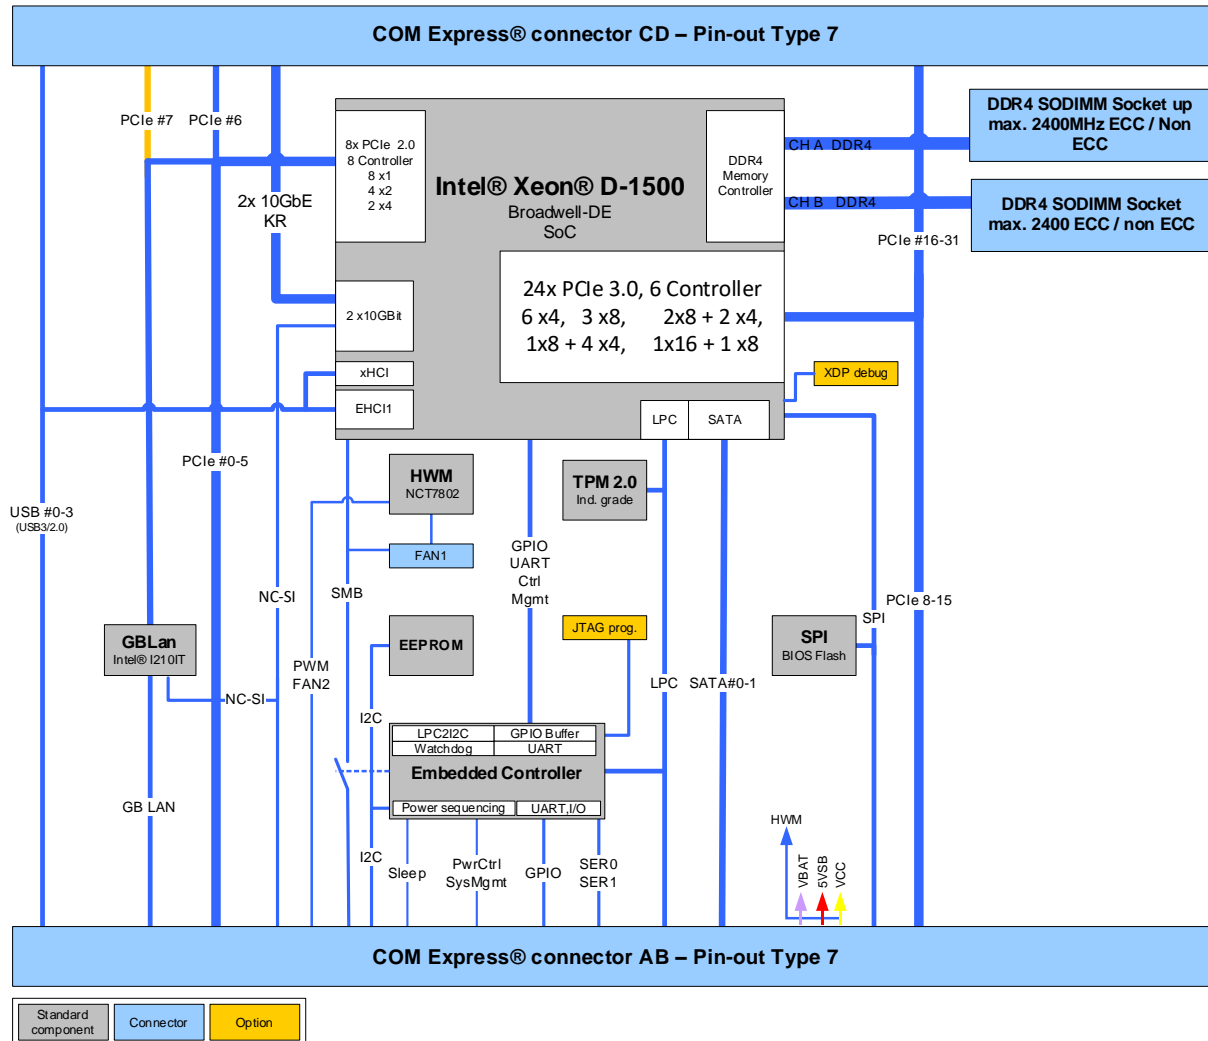 COM Express® connector CD – Pin-out Type 7
PCIe #7
PCIe #6
8x PCIe 2.0
8 Controller
8 x1
4 x2
2 x4
Intel® Xeon® D-1500
Broadwell-DE
SoC
DDR4
Memory
Controller
CH A DDR4
CH B DDR4
DDR4 SODIMM Socket up
max. 2400MHz ECC / Non
ECC
DDR4 SODIMM Socket
max. 2400 ECC / non ECC
2x 10GbE
KR
PCIe #16-31
24x PCIe 3.0, 6 Controller
6 x4, 3 x8, 2x8 + 2 x4,
1x8 + 4 x4, 1x16 + 1 x8
2 x10GBit
xHCI
EHCI1
XDP debug
LPC
SATA
PCIe #0-5
HWM
NCT7802
TPM 2.0
Ind. grade
USB #0-3
(USB3/2.0)
FAN1
GPIO
UART
Ctrl
Mgmt
NC-SI
SMB
PCIe 8-15
SPI
GBLan
Intel® I210IT
EEPROM
JTAG prog.
SPI
BIOS Flash
PWM
FAN2
NC-SI
LPC
SATA#0-1
I2C
LPC2I2C
GPIO Buffer
Watchdog
UART
Embedded Controller
Power sequencing
UART,I/O
GB LAN
HWM
I2C
Sleep
PwrCtrl
SysMgmt
GPIO
SER0
SER1
VBAT
5VSB
VCC
COM Express® connector AB – Pin-out Type 7
Standard
component
Connector
Option